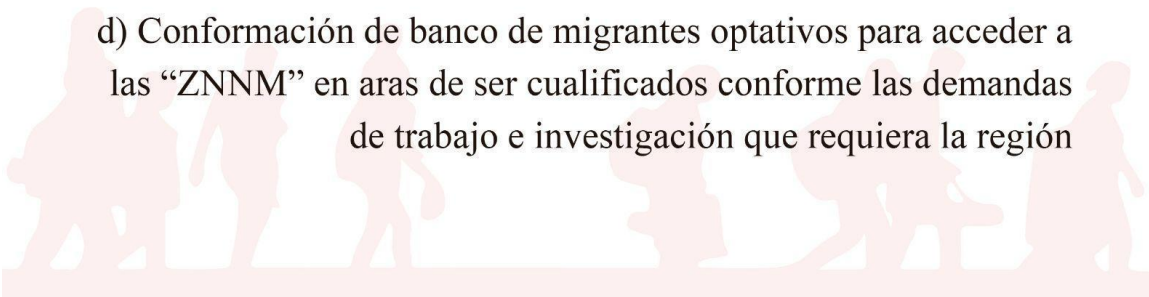 d) Conformación de banco de migrantes optativos para acceder a
las “ZNNM” en aras de ser cualificados conforme las demandas
de trabajo e investigación que requiera la región